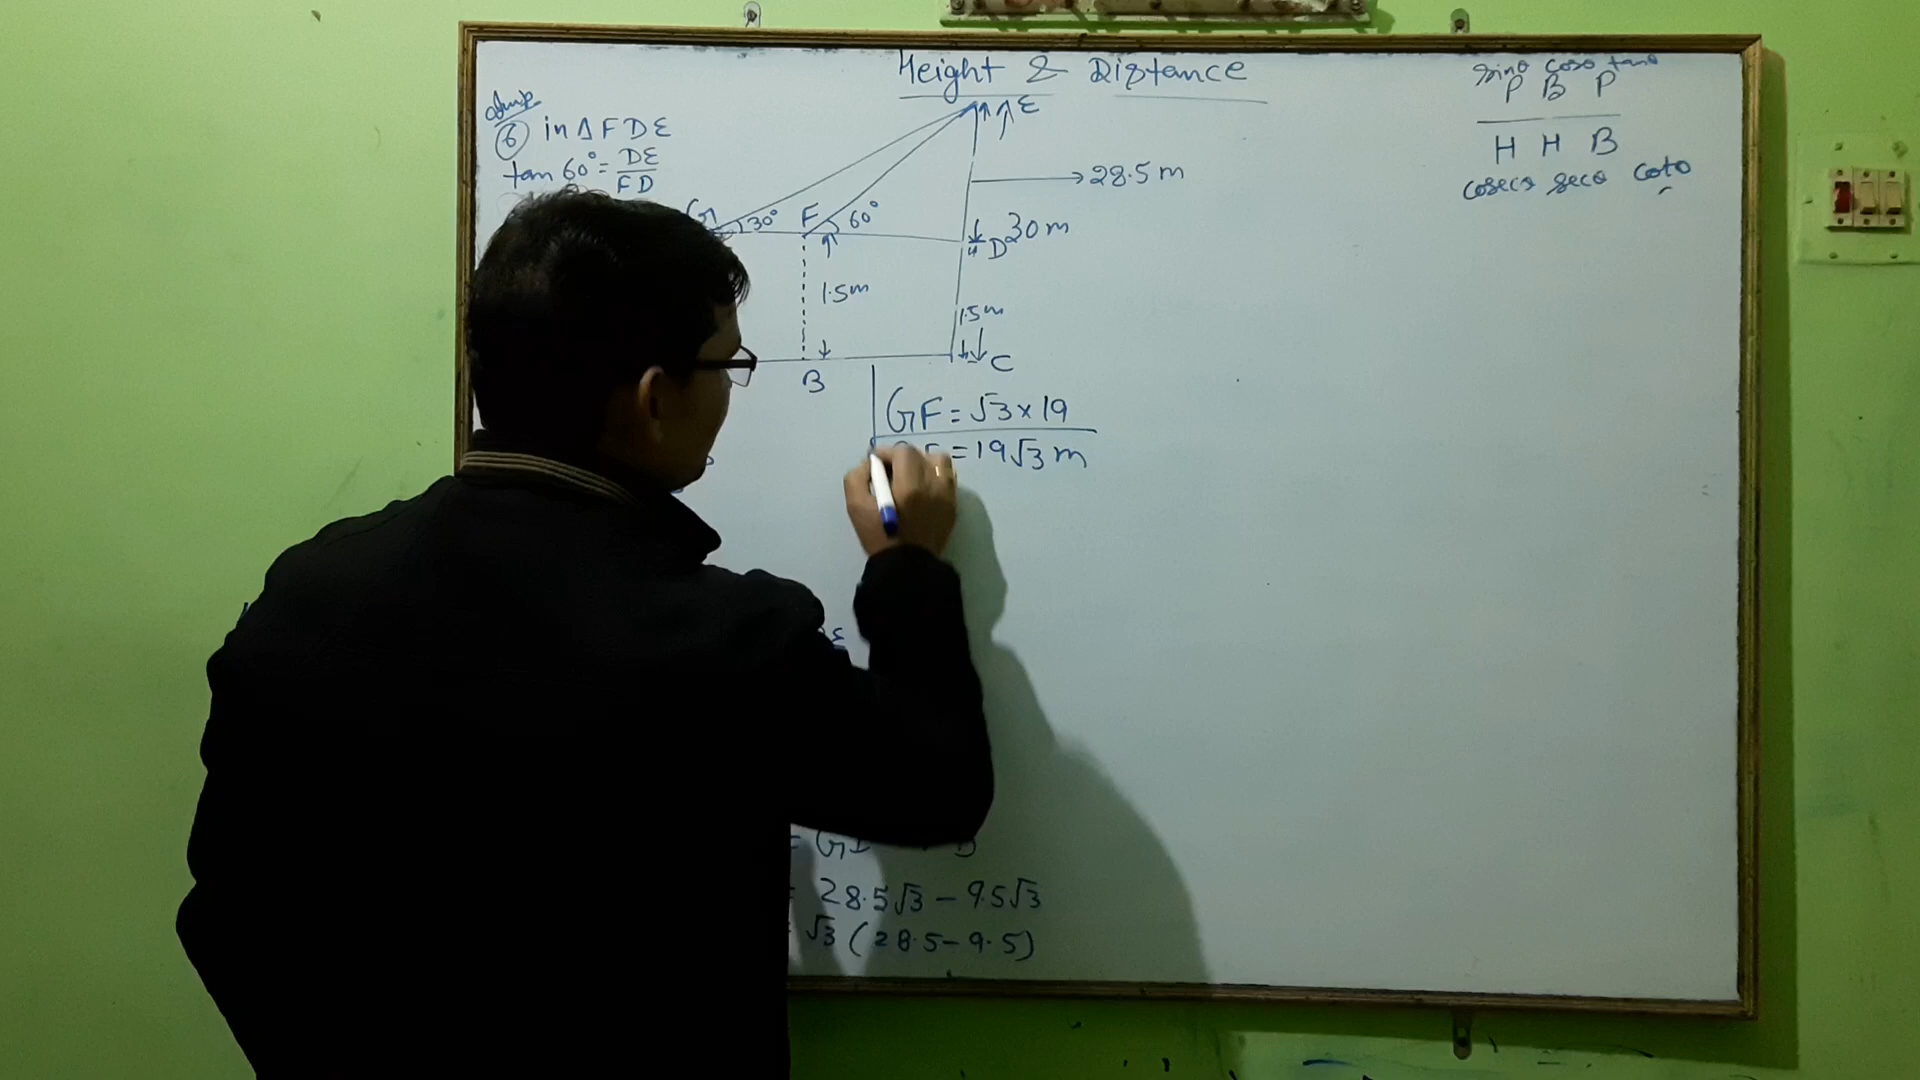 Height & Distance
sinθ cosθ tanθ
P B P
H H B
cosecθ secθ cotθ
6 in Δ FDE
tan 60° = DE
FD
E
28.5 m
G 30° F 60°
D 30 m
1.5m
1.5m
B
C
GF = √3 × 19
= 19√3 m
= 28.5√3 - 9.5√3
= √3 (28.5 - 9.5)